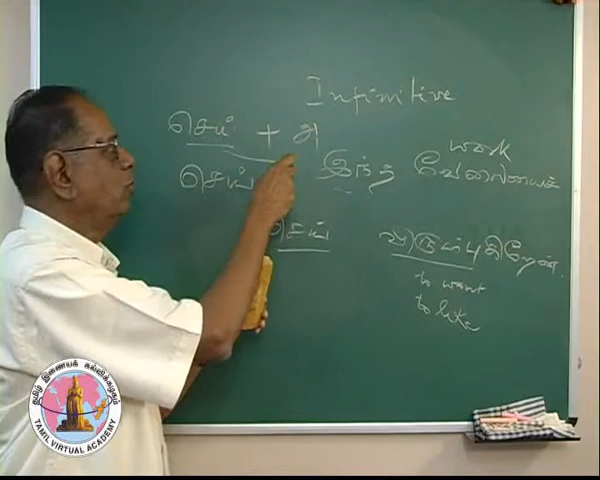 Infinitive
செய் + அ
work
செய் இந்த வேலையைக்
செய்ய விரும்புகிறேன்.
to want
to like
தமிழ் இணையக் கல்விக்கழகம்
TAMIL VIRTUAL ACADEMY